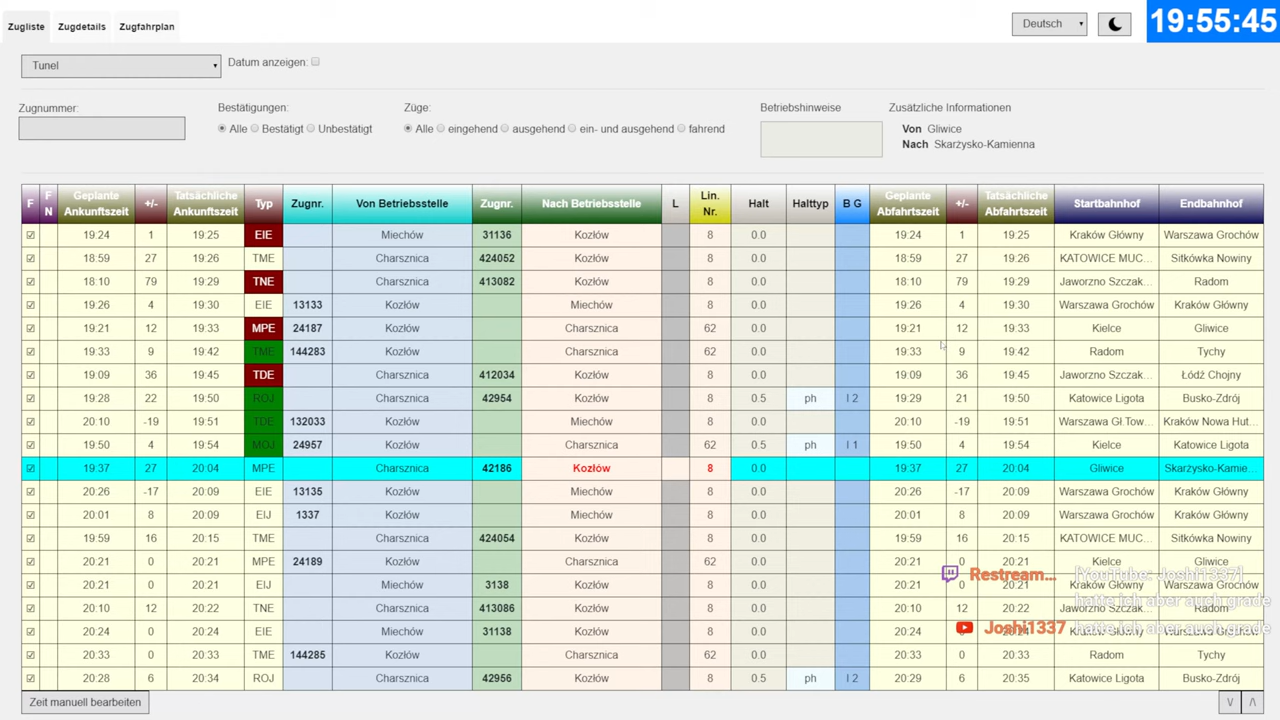 Zugliste Zugdetails Zugfahrplan Deutsch 19:55:45
Tunel Datum anzeigen:
Zugnummer: Bestätigungen: Züge: Betriebshinweise Zusätzliche Informationen
Alle Bestätigt Unbestätigt Alle eingehend ausgehend ein- und ausgehend fahrend Von Gliwice
Nach Skarżysko-Kamienna
F F N Geplante Ankunftszeit +/- Tatsächliche Ankunftszeit Typ Zugnr. Von Betriebsstelle Zugnr. Nach Betriebsstelle L Lin. Nr. Halt Halttyp B G Geplante Abfahrtszeit +/- Tatsächliche Abfahrtszeit Startbahnhof Endbahnhof
19:24 1 19:25 EIE Miechów 31136 Kozłów 8 0.0 19:24 1 19:25 Kraków Główny Warszawa Grochów
18:59 27 19:26 TME Charsznica 424052 Kozłów 8 0.0 18:59 27 19:26 KATOWICE MUC... Sitkówka Nowiny
18:10 79 19:29 TNE Charsznica 413082 Kozłów 8 0.0 18:10 79 19:29 Jaworzno Szczak... Radom
19:26 4 19:30 EIE 13133 Kozłów Miechów 8 0.0 19:26 4 19:30 Warszawa Grochów Kraków Główny
19:21 12 19:33 MPE 24187 Kozłów Charsznica 62 0.0 19:21 12 19:33 Kielce Gliwice
19:33 9 19:42 TME 144283 Kozłów Charsznica 62 0.0 19:33 9 19:42 Radom Tychy
19:09 36 19:45 TDE Charsznica 412034 Kozłów 8 0.0 19:09 36 19:45 Jaworzno Szczak... Łódź Chojny
19:28 22 19:50 ROJ Charsznica 42954 Kozłów 8 0.5 ph I 2 19:29 21 19:50 Katowice Ligota Busko-Zdrój
20:10 -19 19:51 TDE 132033 Kozłów Miechów 8 0.0 20:10 -19 19:51 Warszawa Gł.Tow... Kraków Nowa Hut...
19:50 4 19:54 MOJ 24957 Kozłów Charsznica 62 0.5 ph I 1 19:50 4 19:54 Kielce Katowice Ligota
19:37 27 20:04 MPE Charsznica 42186 Kozłów 8 0.0 19:37 27 20:04 Gliwice Skarżysko-Kamie...
20:26 -17 20:09 EIE 13135 Kozłów Miechów 8 0.0 20:26 -17 20:09 Warszawa Grochów Kraków Główny
20:01 8 20:09 EIJ 1337 Kozłów Miechów 8 0.0 20:01 8 20:09 Warszawa Grochów Kraków Główny
19:59 16 20:15 TME Charsznica 424054 Kozłów 8 0.0 19:59 16 20:15 KATOWICE MUC... Sitkówka Nowiny
20:21 0 20:21 MPE 24189 Kozłów Charsznica 62 0.0 20:21 0 20:21 Kielce Gliwice
20:21 0 20:21 EIJ Miechów 3138 Kozłów 8 0.0 20:21 0 20:21 Kraków Główny Warszawa Grochów
Restream... [YouTube: Joshi1337]
hatte ich aber auch grade
20:10 12 20:22 TNE Charsznica 413086 Kozłów 8 0.0 20:10 12 20:22 Jaworzno Szczak... Radom
20:24 0 20:24 EIE Miechów 31138 Kozłów 8 0.0 20:24 0 20:24 Kraków Główny Warszawa Grochów
Joshi1337 hatte ich aber auch grade
20:33 0 20:33 TME 144285 Kozłów Charsznica 62 0.0 20:33 0 20:33 Radom Tychy
20:28 6 20:34 ROJ Charsznica 42956 Kozłów 8 0.5 ph I 2 20:29 6 20:35 Katowice Ligota Busko-Zdrój
Zeit manuell bearbeiten